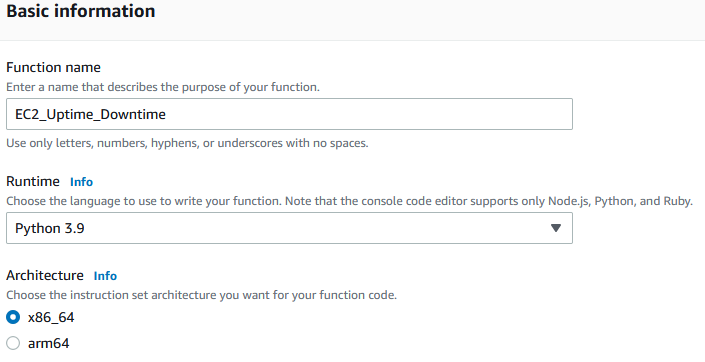 Basic information
Function name
Enter a name that describes the purpose of your function.
EC2_Uptime_Downtime
Use only letters, numbers, hyphens, or underscores with no spaces.
Runtime Info
Choose the language to use to write your function. Note that the console code editor supports only Node.js, Python, and Ruby.
Python 3.9
Architecture Info
Choose the instruction set architecture you want for your function code.
x86_64
arm64